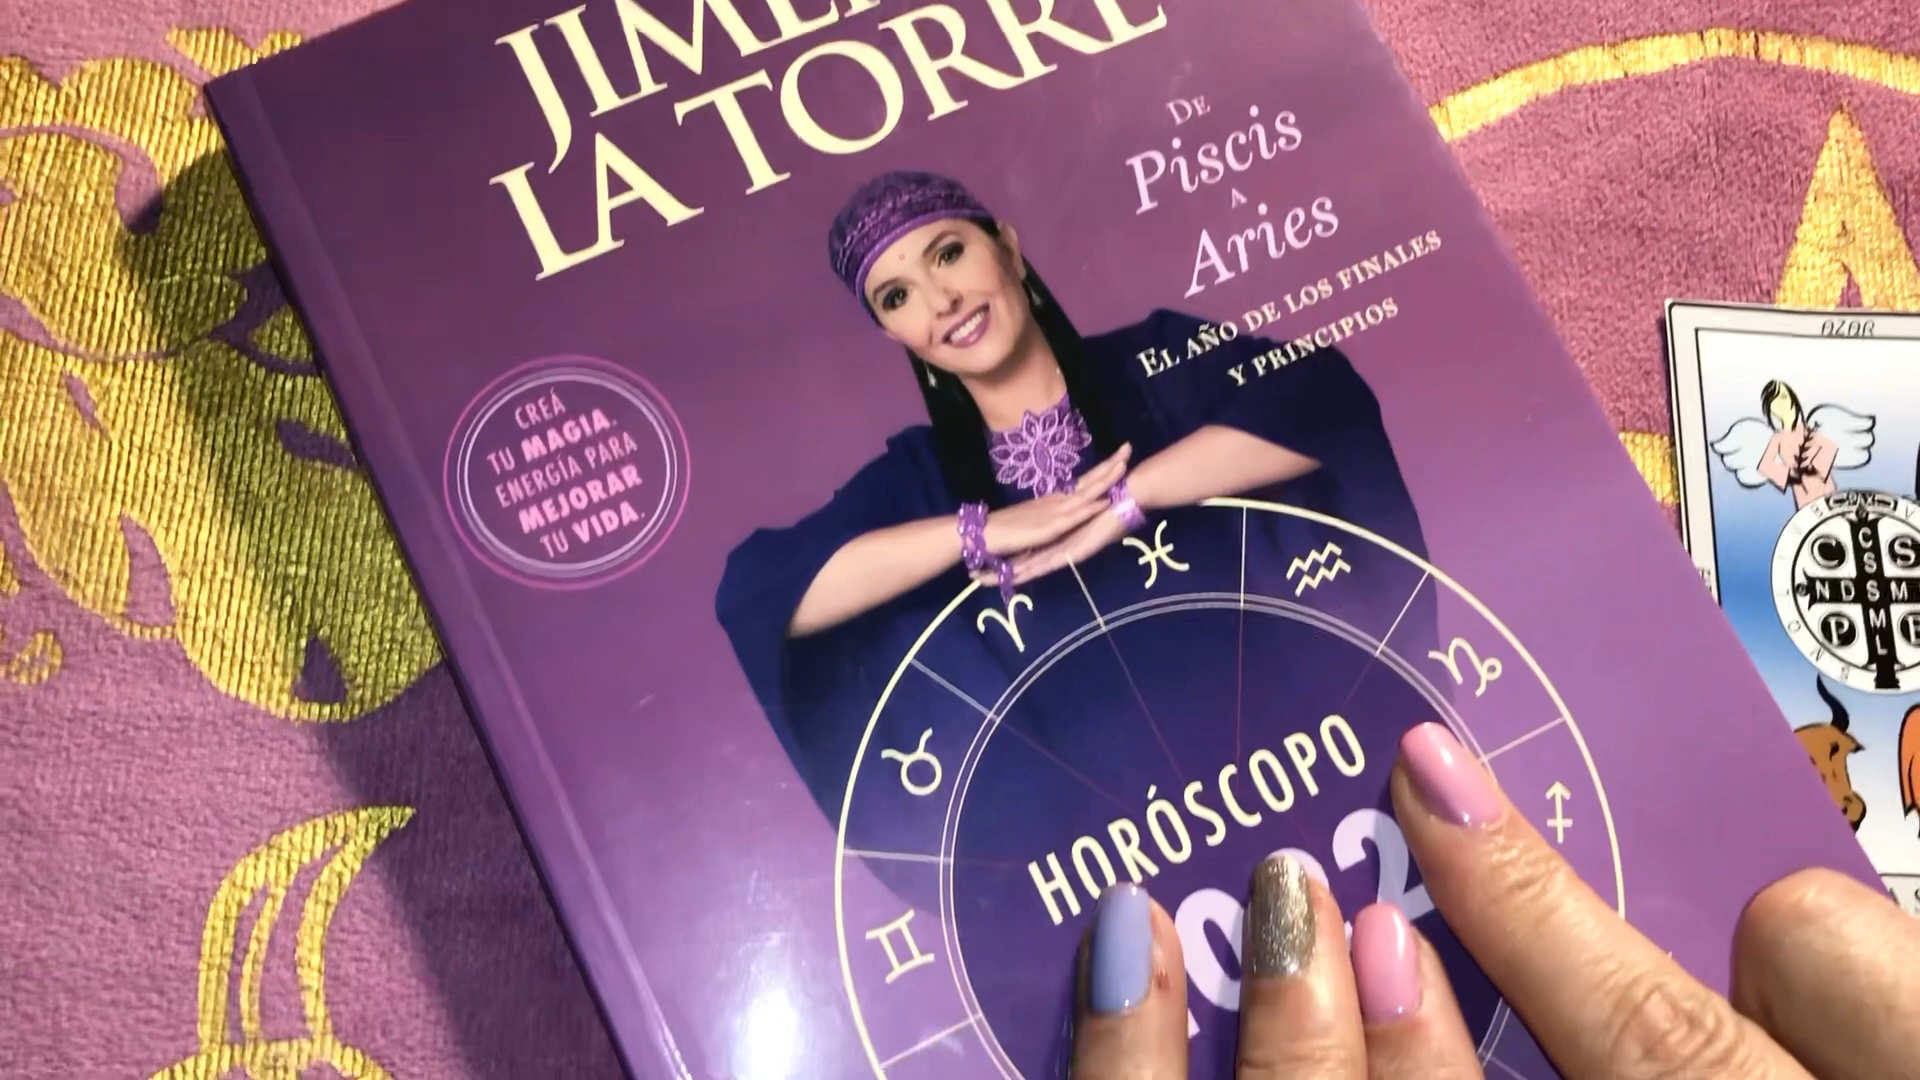 LA TORRE
DE
Piscis
A
Aries
EL AÑO DE LOS FINALES
Y PRINCIPIOS
CREÁ
TU MAGIA.
ENERGÍA PARA
MEJORAR
TU VIDA.
HORÓSCOPO
AZAR
C S
S
N D S M
M
P L